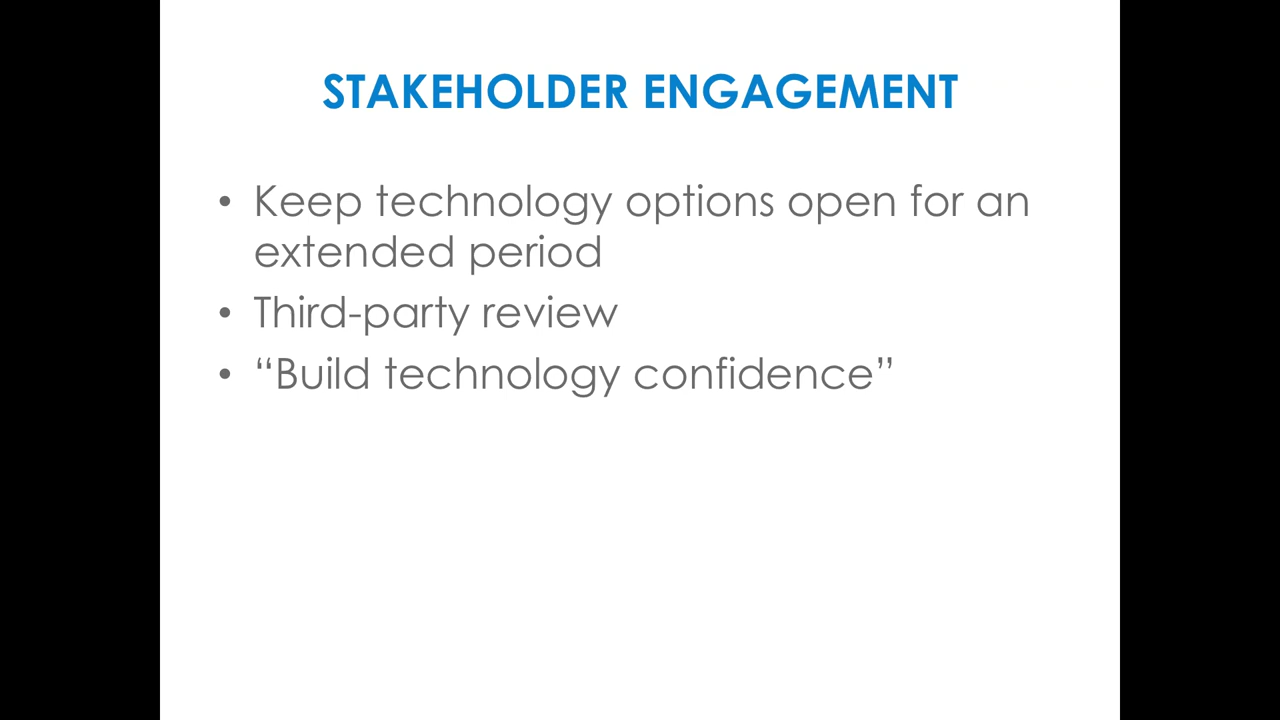 STAKEHOLDER ENGAGEMENT
• Keep technology options open for an
extended period
• Third-party review
• “Build technology confidence”